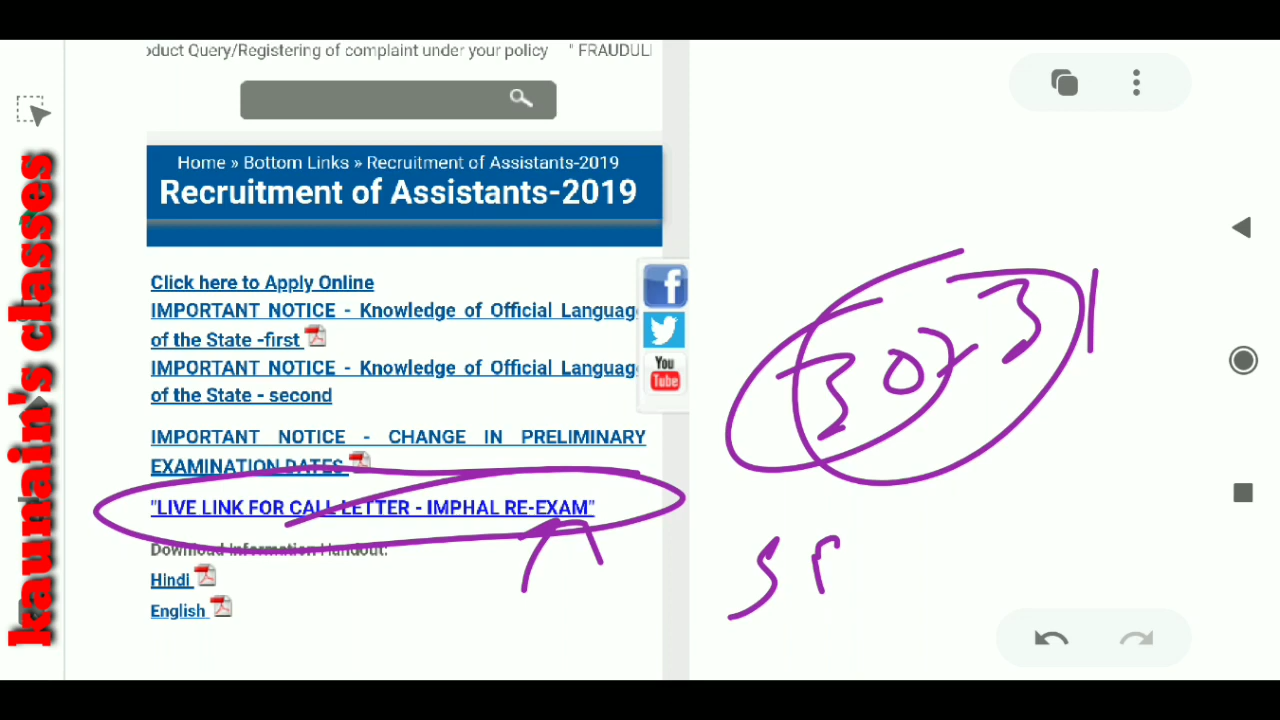 oduct Query/Registering of complaint under your policy " FRAUDUL
Home » Bottom Links » Recruitment of Assistants-2019
Recruitment of Assistants-2019
Click here to Apply Online
IMPORTANT NOTICE - Knowledge of Official Languag
of the State -first
IMPORTANT NOTICE - Knowledge of Official Languag
of the State - second
IMPORTANT NOTICE - CHANGE IN PRELIMINARY
EXAMINATION DATES
"LIVE LINK FOR CALL LETTER - IMPHAL RE-EXAM"
Download Information Handout:
Hindi
English
You
Tube
kaunain's classes